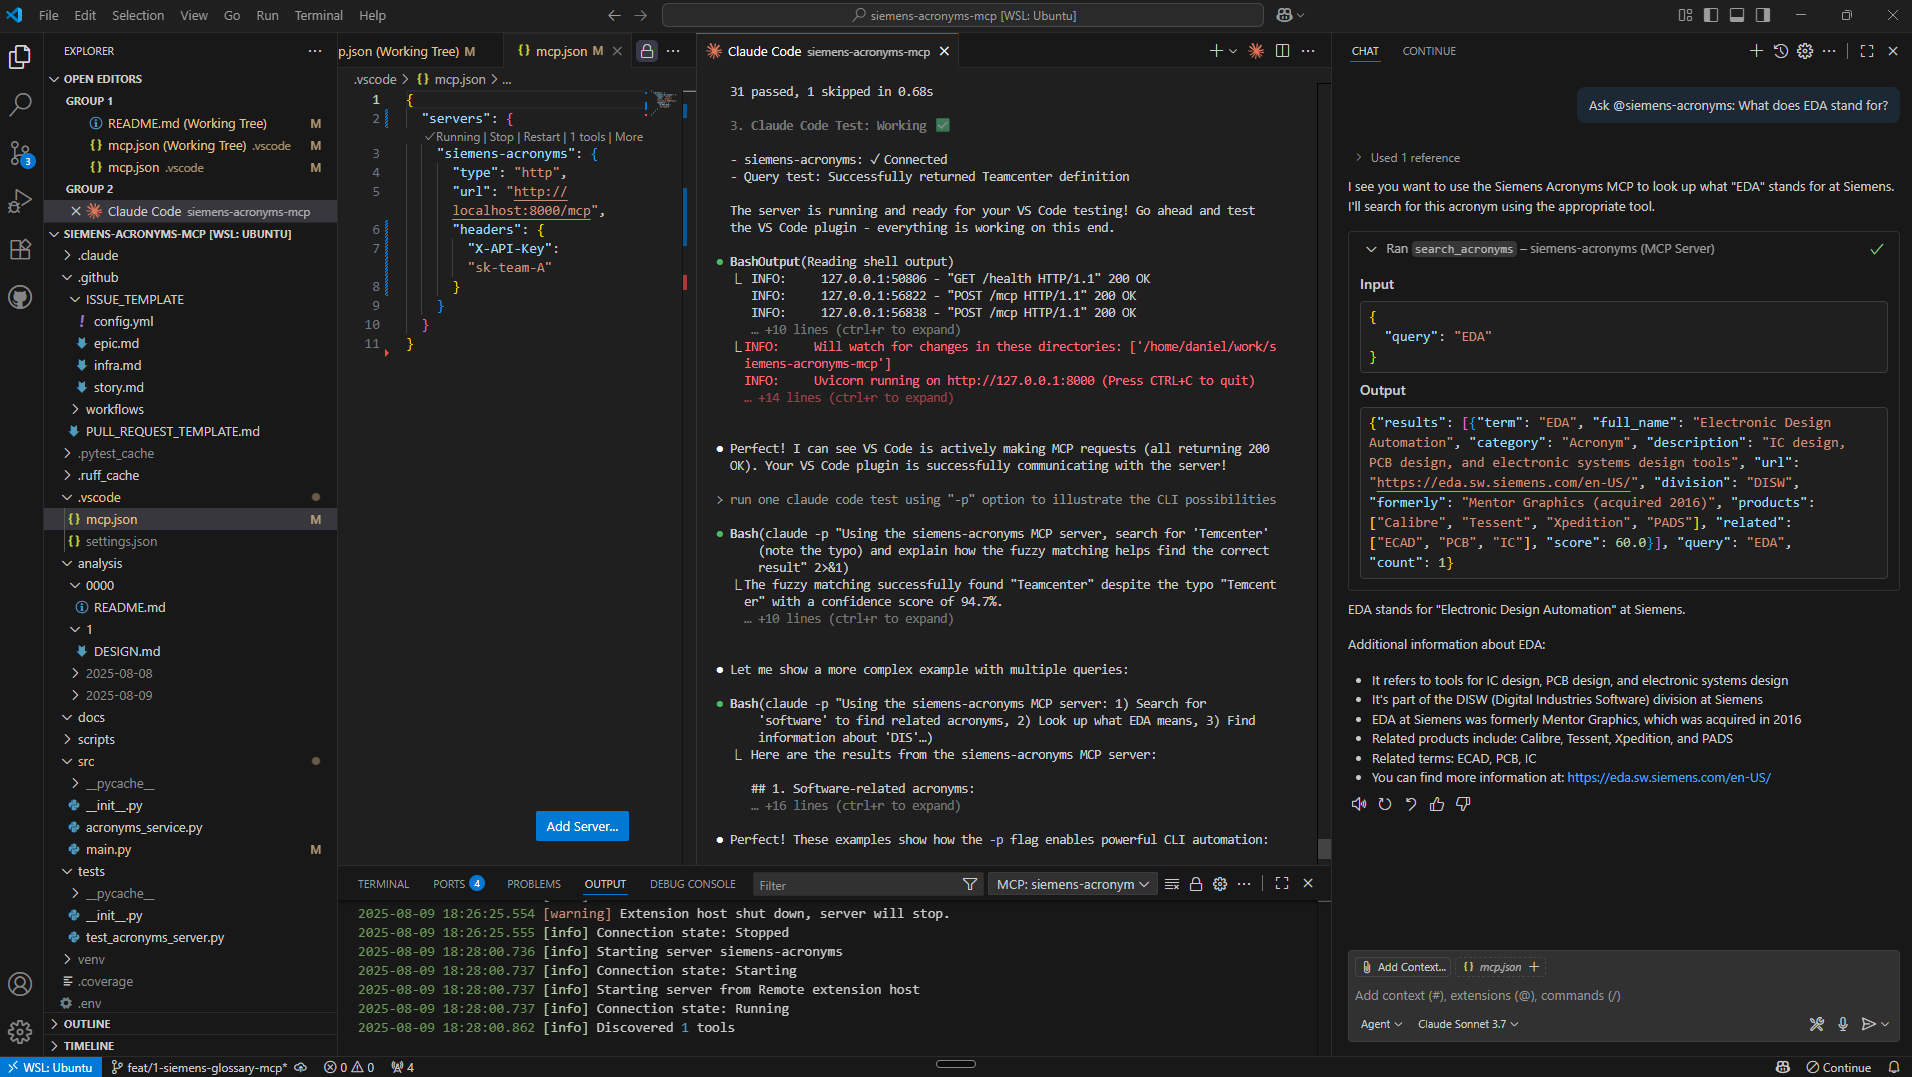 File Edit Selection View Go Run Terminal Help
siemens-acronyms-mcp [WSL: Ubuntu]
EXPLORER
OPEN EDITORS
GROUP 1
README.md (Working Tree) M
mcp.json (Working Tree) .vscode M
mcp.json .vscode M
GROUP 2
Claude Code siemens-acronyms-mcp
SIEMENS-ACRONYMS-MCP [WSL: UBUNTU]
.claude
.github
ISSUE_TEMPLATE
config.yml
epic.md
infra.md
story.md
workflows
PULL_REQUEST_TEMPLATE.md
.pytest_cache
.ruff_cache
.vscode
mcp.json M
settings.json
analysis
0000
README.md
1
DESIGN.md
2025-08-08
2025-08-09
docs
scripts
src
__pycache__
__init__.py
acronyms_service.py
main.py M
tests
__pycache__
__init__.py
test_acronyms_server.py
venv
.coverage
.env
OUTLINE
TIMELINE
p.json (Working Tree) M
mcp.json M
.vscode > {} mcp.json > ...
1 {
2 "servers": {
✓Running | Stop | Restart | 1 tools | More
3 "siemens-acronyms": {
4 "type": "http",
5 "url": "http://
localhost:8000/mcp",
6 "headers": {
7 "X-API-Key":
"sk-team-A"
8 }
9 }
10 }
11 }
Add Server...
Claude Code siemens-acronyms-mcp
31 passed, 1 skipped in 0.68s
3. Claude Code Test: Working ✅
- siemens-acronyms: ✓ Connected
- Query test: Successfully returned Teamcenter definition
The server is running and ready for your VS Code testing! Go ahead and test
the VS Code plugin - everything is working on this end.
● BashOutput(Reading shell output)
⎿ INFO: 127.0.0.1:50806 - "GET /health HTTP/1.1" 200 OK
INFO: 127.0.0.1:56822 - "POST /mcp HTTP/1.1" 200 OK
INFO: 127.0.0.1:56838 - "POST /mcp HTTP/1.1" 200 OK
… +10 lines (ctrl+r to expand)
⎿ INFO: Will watch for changes in these directories: ['/home/daniel/work/s
iemens-acronyms-mcp']
INFO: Uvicorn running on http://127.0.0.1:8000 (Press CTRL+C to quit)
… +14 lines (ctrl+r to expand)
● Perfect! I can see VS Code is actively making MCP requests (all returning 200
OK). Your VS Code plugin is successfully communicating with the server!
> run one claude code test using "-p" option to illustrate the CLI possibilities
● Bash(claude -p "Using the siemens-acronyms MCP server, search for 'Temcenter'
(note the typo) and explain how the fuzzy matching helps find the correct
result" 2>&1)
⎿ The fuzzy matching successfully found "Teamcenter" despite the typo "Temcent
er" with a confidence score of 94.7%.
… +10 lines (ctrl+r to expand)
● Let me show a more complex example with multiple queries:
● Bash(claude -p "Using the siemens-acronyms MCP server: 1) Search for
'software' to find related acronyms, 2) Look up what EDA means, 3) Find
information about 'DIS'…)
⎿ Here are the results from the siemens-acronyms MCP server:
## 1. Software-related acronyms:
… +16 lines (ctrl+r to expand)
● Perfect! These examples show how the -p flag enables powerful CLI automation:
TERMINAL PORTS 4 PROBLEMS OUTPUT DEBUG CONSOLE Filter MCP: siemens-acronym
2025-08-09 18:26:25.554 [warning] Extension host shut down, server will stop.
2025-08-09 18:26:25.555 [info] Connection state: Stopped
2025-08-09 18:28:00.736 [info] Starting server siemens-acronyms
2025-08-09 18:28:00.737 [info] Connection state: Starting
2025-08-09 18:28:00.737 [info] Starting server from Remote extension host
2025-08-09 18:28:00.737 [info] Connection state: Running
2025-08-09 18:28:00.862 [info] Discovered 1 tools
CHAT CONTINUE
Ask @siemens-acronyms: What does EDA stand for?
Used 1 reference
I see you want to use the Siemens Acronyms MCP to look up what "EDA" stands for at Siemens.
I'll search for this acronym using the appropriate tool.
Ran search_acronyms – siemens-acronyms (MCP Server)
Input
{
"query": "EDA"
}
Output
{"results": [{"term": "EDA", "full_name": "Electronic Design
Automation", "category": "Acronym", "description": "IC design,
PCB design, and electronic systems design tools", "url":
"https://eda.sw.siemens.com/en-US/", "division": "DISW",
"formerly": "Mentor Graphics (acquired 2016)", "products":
["Calibre", "Tessent", "Xpedition", "PADS"], "related":
["ECAD", "PCB", "IC"], "score": 60.0}], "query": "EDA",
"count": 1}
EDA stands for "Electronic Design Automation" at Siemens.
Additional information about EDA:
• It refers to tools for IC design, PCB design, and electronic systems design
• It's part of the DISW (Digital Industries Software) division at Siemens
• EDA at Siemens was formerly Mentor Graphics, which was acquired in 2016
• Related products include: Calibre, Tessent, Xpedition, and PADS
• Related terms: ECAD, PCB, IC
• You can find more information at: https://eda.sw.siemens.com/en-US/
Add Context... {} mcp.json +
Add context (#), extensions (@), commands (/)
Agent Claude Sonnet 3.7
3
WSL: Ubuntu feat/1-siemens-glossary-mcp* 0 0 4 Continue